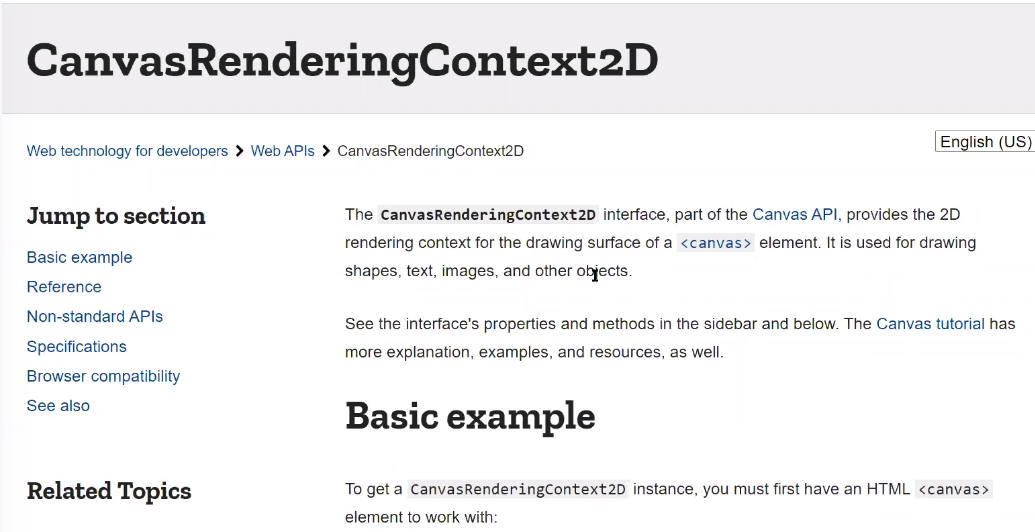 CanvasRenderingContext2D
Web technology for developers > Web APIs > CanvasRenderingContext2D
English (US)
Jump to section
Basic example
Reference
Non-standard APIs
Specifications
Browser compatibility
See also
Related Topics
The CanvasRenderingContext2D interface, part of the Canvas API, provides the 2D
rendering context for the drawing surface of a <canvas> element. It is used for drawing
shapes, text, images, and other objects.
See the interface's properties and methods in the sidebar and below. The Canvas tutorial has
more explanation, examples, and resources, as well.
Basic example
To get a CanvasRenderingContext2D instance, you must first have an HTML <canvas>
element to work with: